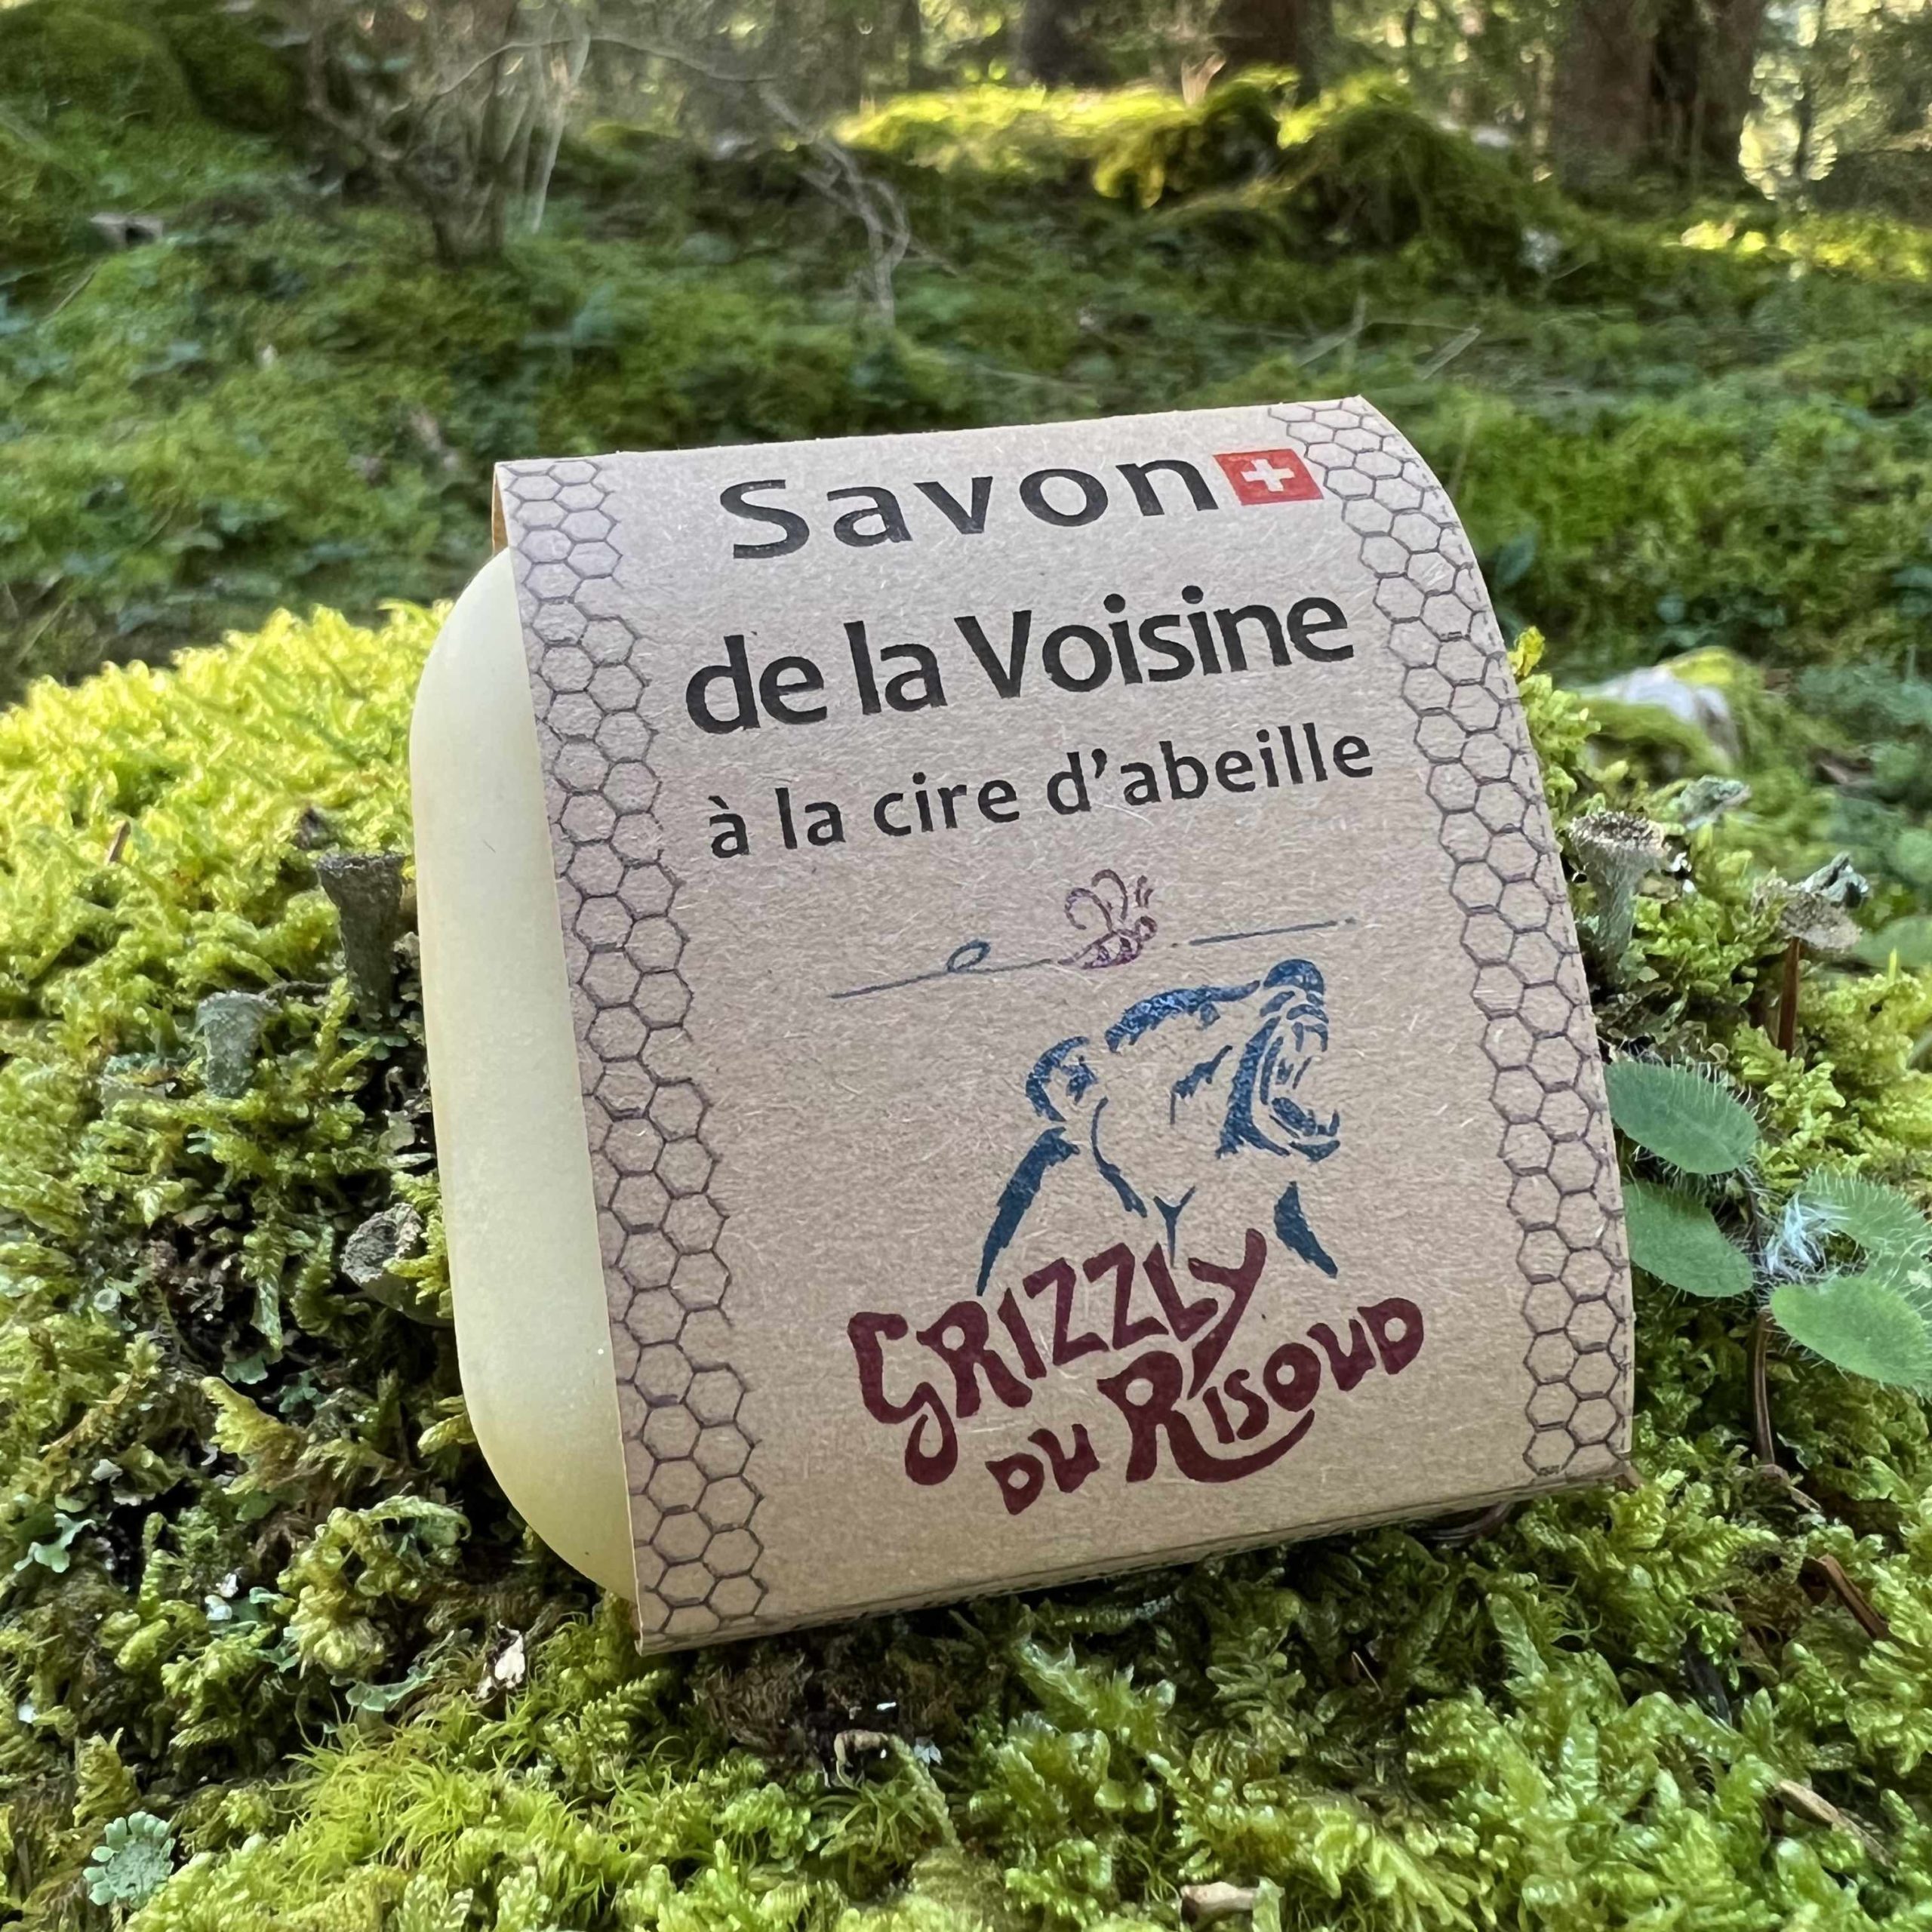 Savon
de la Voisine
à la cire d'abeille
GRIZZLY
DU RISOUD